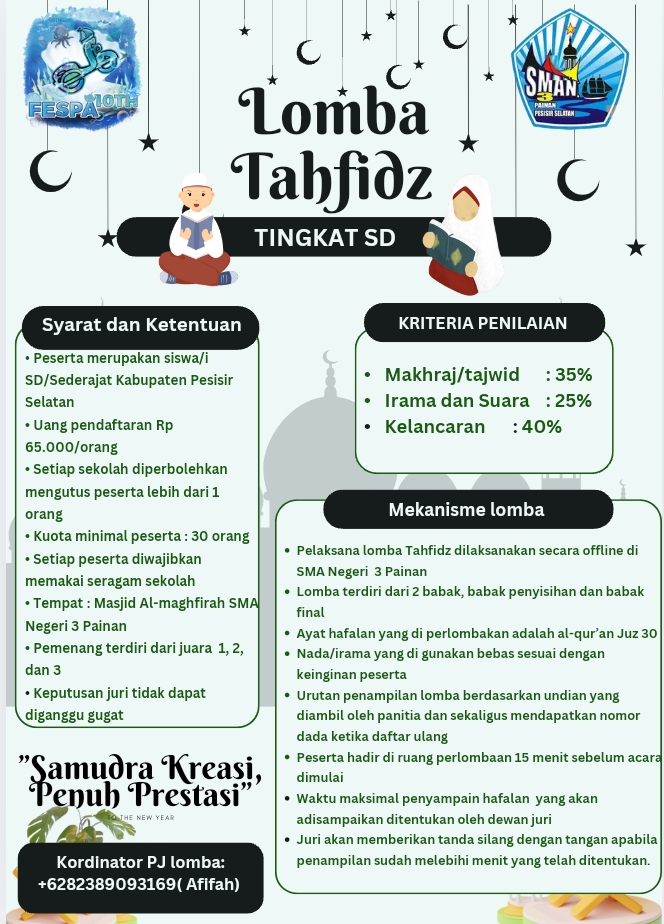 FESPA 10TH
SMAN
3
PAINAN
PESISIR SELATAN
Lomba
Tahfidz
TINGKAT SD
Syarat dan Ketentuan
• Peserta merupakan siswa/i
SD/Sederajat Kabupaten Pesisir
Selatan
• Uang pendaftaran Rp
65.000/orang
• Setiap sekolah diperbolehkan
mengutus peserta lebih dari 1
orang
• Kuota minimal peserta : 30 orang
• Setiap peserta diwajibkan
memakai seragam sekolah
• Tempat : Masjid Al-maghfirah SMA
Negeri 3 Painan
• Pemenang terdiri dari juara 1, 2,
dan 3
• Keputusan juri tidak dapat
diganggu gugat
KRITERIA PENILAIAN
• Makhraj/tajwid : 35%
• Irama dan Suara : 25%
• Kelancaran : 40%
Mekanisme lomba
• Pelaksana lomba Tahfidz dilaksanakan secara offline di
SMA Negeri 3 Painan
• Lomba terdiri dari 2 babak, babak penyisihan dan babak
final
• Ayat hafalan yang di perlombakan adalah al-qur'an Juz 30
• Nada/irama yang di gunakan bebas sesuai dengan
keinginan peserta
• Urutan penampilan lomba berdasarkan undian yang
diambil oleh panitia dan sekaligus mendapatkan nomor
dada ketika daftar ulang
• Peserta hadir di ruang perlombaan 15 menit sebelum acara
dimulai
• Waktu maksimal penyampain hafalan yang akan
adisampaikan ditentukan oleh dewan juri
• Juri akan memberikan tanda silang dengan tangan apabila
penampilan sudah melebihi menit yang telah ditentukan.
"Samudra Kreasi,
Penuh Prestasi"
TO THE NEW YEAR
Kordinator PJ lomba:
+6282389093169( Afifah)